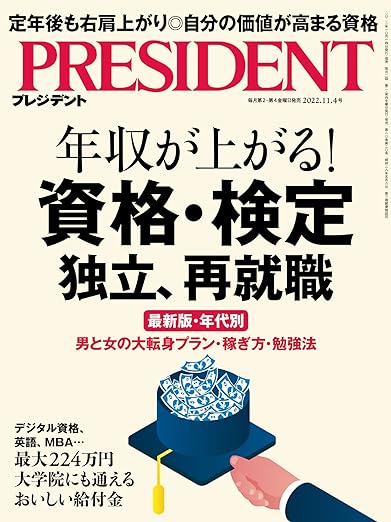 定年後も右肩上がり◎自分の価値が高まる資格
PRESIDENT
プレジデント
毎月第2・第4金曜日発売 2022.11.4号
年収が上がる!
資格・検定
独立、再就職
最新版・年代別
男と女の大転身プラン・稼ぎ方・勉強法
デジタル資格、
英語、MBA…
最大224万円
大学院にも通える
おいしい給付金